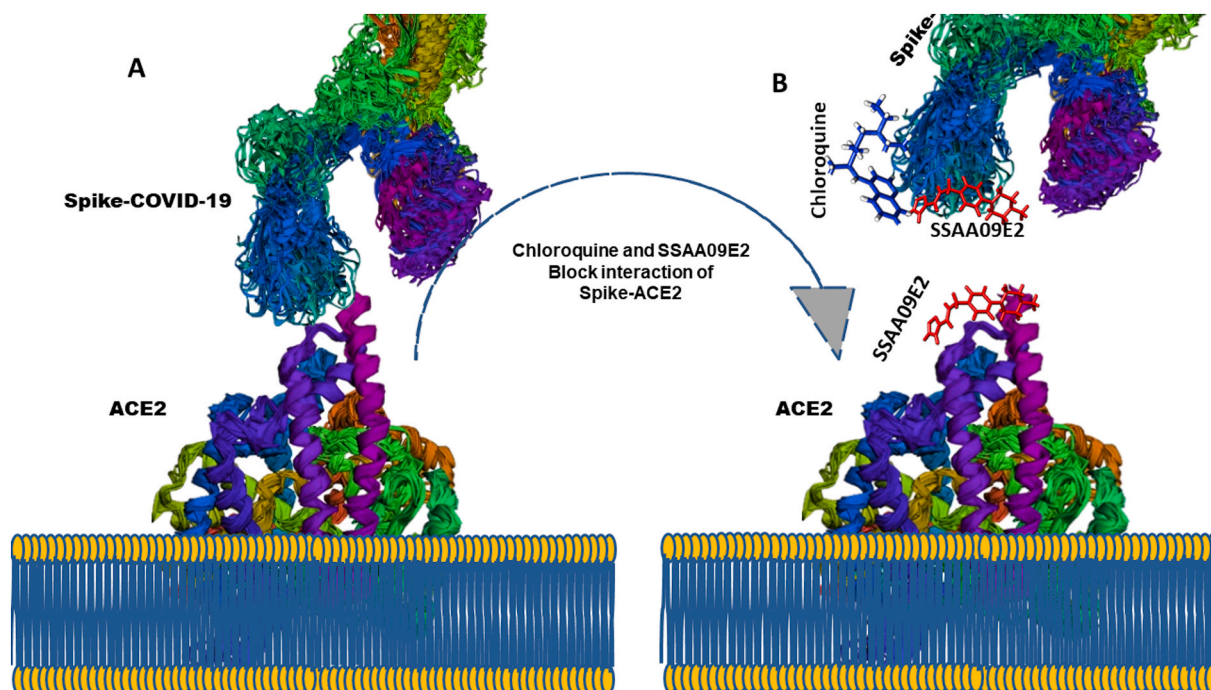 A
Spike-COVID-19
ACE2
Chloroquine and SSAA09E2
Block interaction of
Spike-ACE2
B
Spike-
Chloroquine
SSAA09E2
SSAA09E2
ACE2